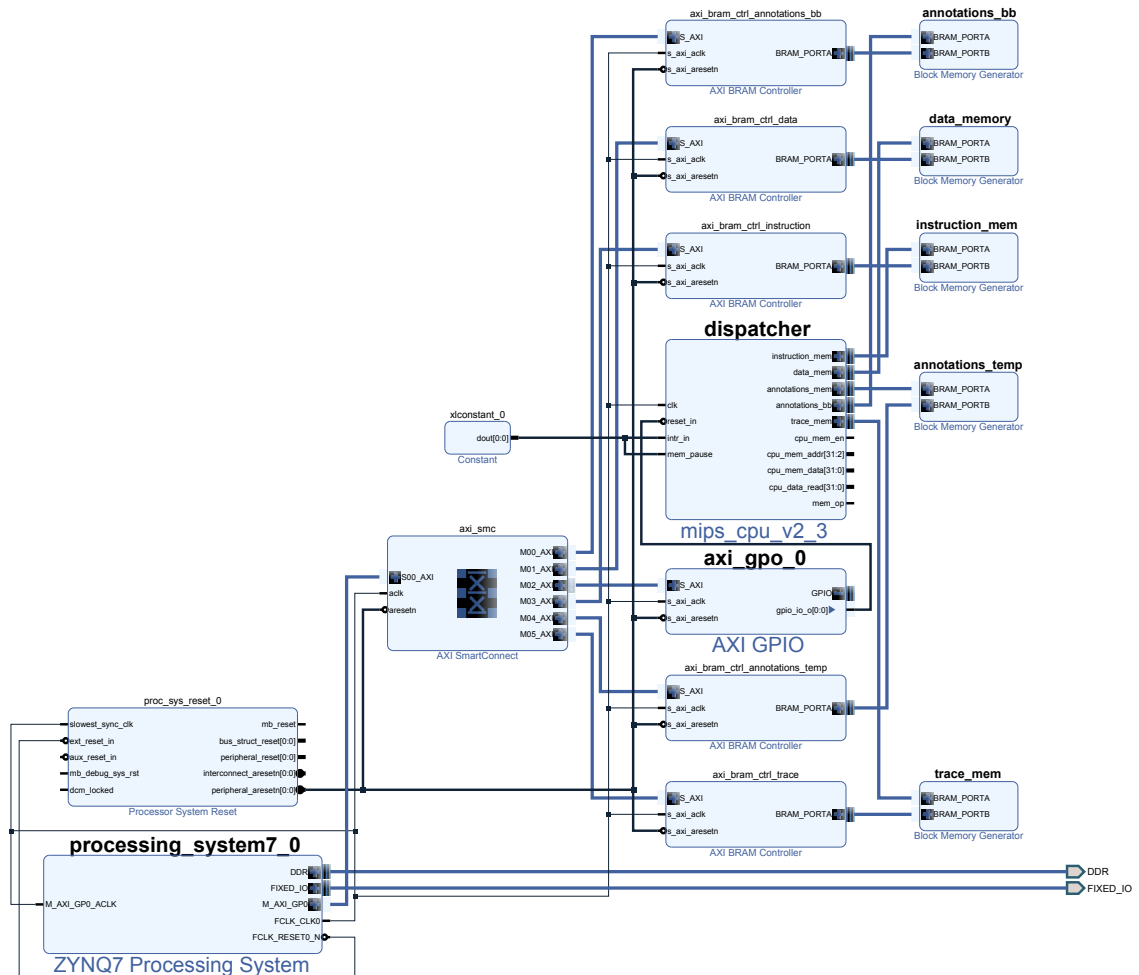 axi_bram_ctrl_annotations_bb
S_AXI
s_axi_aclk
s_axi_aresetn
BRAM_PORTA
AXI BRAM Controller
annotations_bb
BRAM_PORTA
BRAM_PORTB
Block Memory Generator
axi_bram_ctrl_data
S_AXI
s_axi_aclk
s_axi_aresetn
BRAM_PORTA
AXI BRAM Controller
data_memory
BRAM_PORTA
BRAM_PORTB
Block Memory Generator
axi_bram_ctrl_instruction
S_AXI
s_axi_aclk
s_axi_aresetn
BRAM_PORTA
AXI BRAM Controller
instruction_mem
BRAM_PORTA
BRAM_PORTB
Block Memory Generator
dispatcher
clk
reset_in
intr_in
mem_pause
instruction_mem
data_mem
annotations_mem
annotations_bb
trace_mem
cpu_mem_en
cpu_mem_addr[31:2]
cpu_mem_data[31:0]
cpu_data_read[31:0]
mem_op
mips_cpu_v2_3
annotations_temp
BRAM_PORTA
BRAM_PORTB
Block Memory Generator
xlconstant_0
dout[0:0]
Constant
axi_smc
S00_AXI
aclk
aresetn
M00_AXI
M01_AXI
M02_AXI
M03_AXI
M04_AXI
M05_AXI
AXI SmartConnect
axi_gpo_0
S_AXI
s_axi_aclk
s_axi_aresetn
GPIO
gpio_io_o[0:0]
AXI GPIO
axi_bram_ctrl_annotations_temp
S_AXI
s_axi_aclk
s_axi_aresetn
BRAM_PORTA
AXI BRAM Controller
proc_sys_reset_0
slowest_sync_clk
ext_reset_in
aux_reset_in
mb_debug_sys_rst
dcm_locked
mb_reset
bus_struct_reset[0:0]
peripheral_reset[0:0]
interconnect_aresetn[0:0]
peripheral_aresetn[0:0]
Processor System Reset
axi_bram_ctrl_trace
S_AXI
s_axi_aclk
s_axi_aresetn
BRAM_PORTA
AXI BRAM Controller
trace_mem
BRAM_PORTA
BRAM_PORTB
Block Memory Generator
processing_system7_0
M_AXI_GP0_ACLK
DDR
FIXED_IO
M_AXI_GP0
FCLK_CLK0
FCLK_RESET0_N
ZYNQ7 Processing System
DDR
FIXED_IO